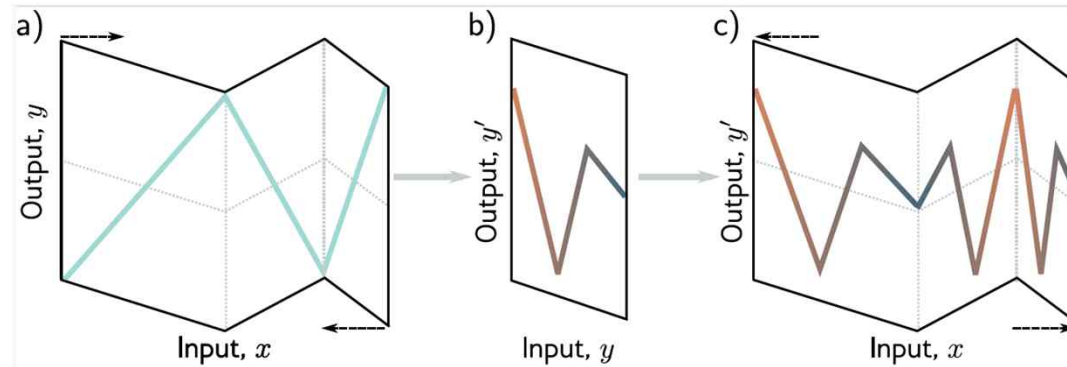 a)
Output, y
Input, x
b)
Output, y′
Input, y
c)
Output, y′
Input, x